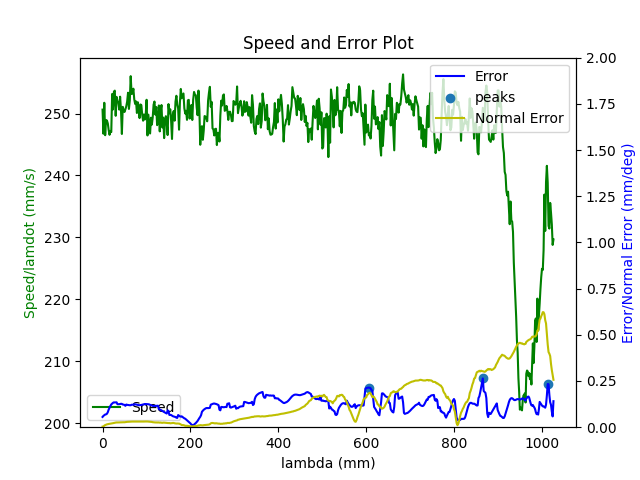 Speed and Error Plot
Error
peaks
Normal Error
Speed
Speed/lamdot (mm/s)
250
240
230
220
210
200
2.00
1.75
1.50
1.25
1.00
0.75
0.50
0.25
0.00
Error/Normal Error (mm/deg)
0 200 400 600 800 1000
lambda (mm)